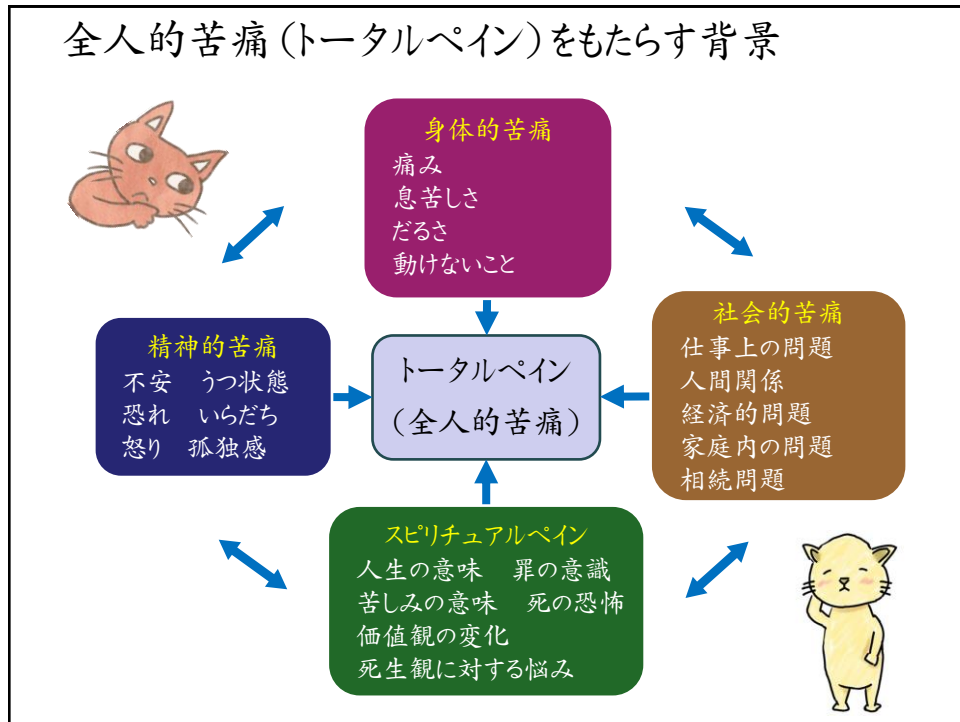 全人的苦痛(トータルペイン)をもたらす背景
身体的苦痛
痛み
息苦しさ
だるさ
動けないこと
精神的苦痛
不安 うつ状態
恐れ いらだち
怒り 孤独感
トータルペイン
(全人的苦痛)
社会的苦痛
仕事上の問題
人間関係
経済的問題
家庭内の問題
相続問題
スピリチュアルペイン
人生の意味 罪の意識
苦しみの意味 死の恐怖
価値観の変化
死生観に対する悩み